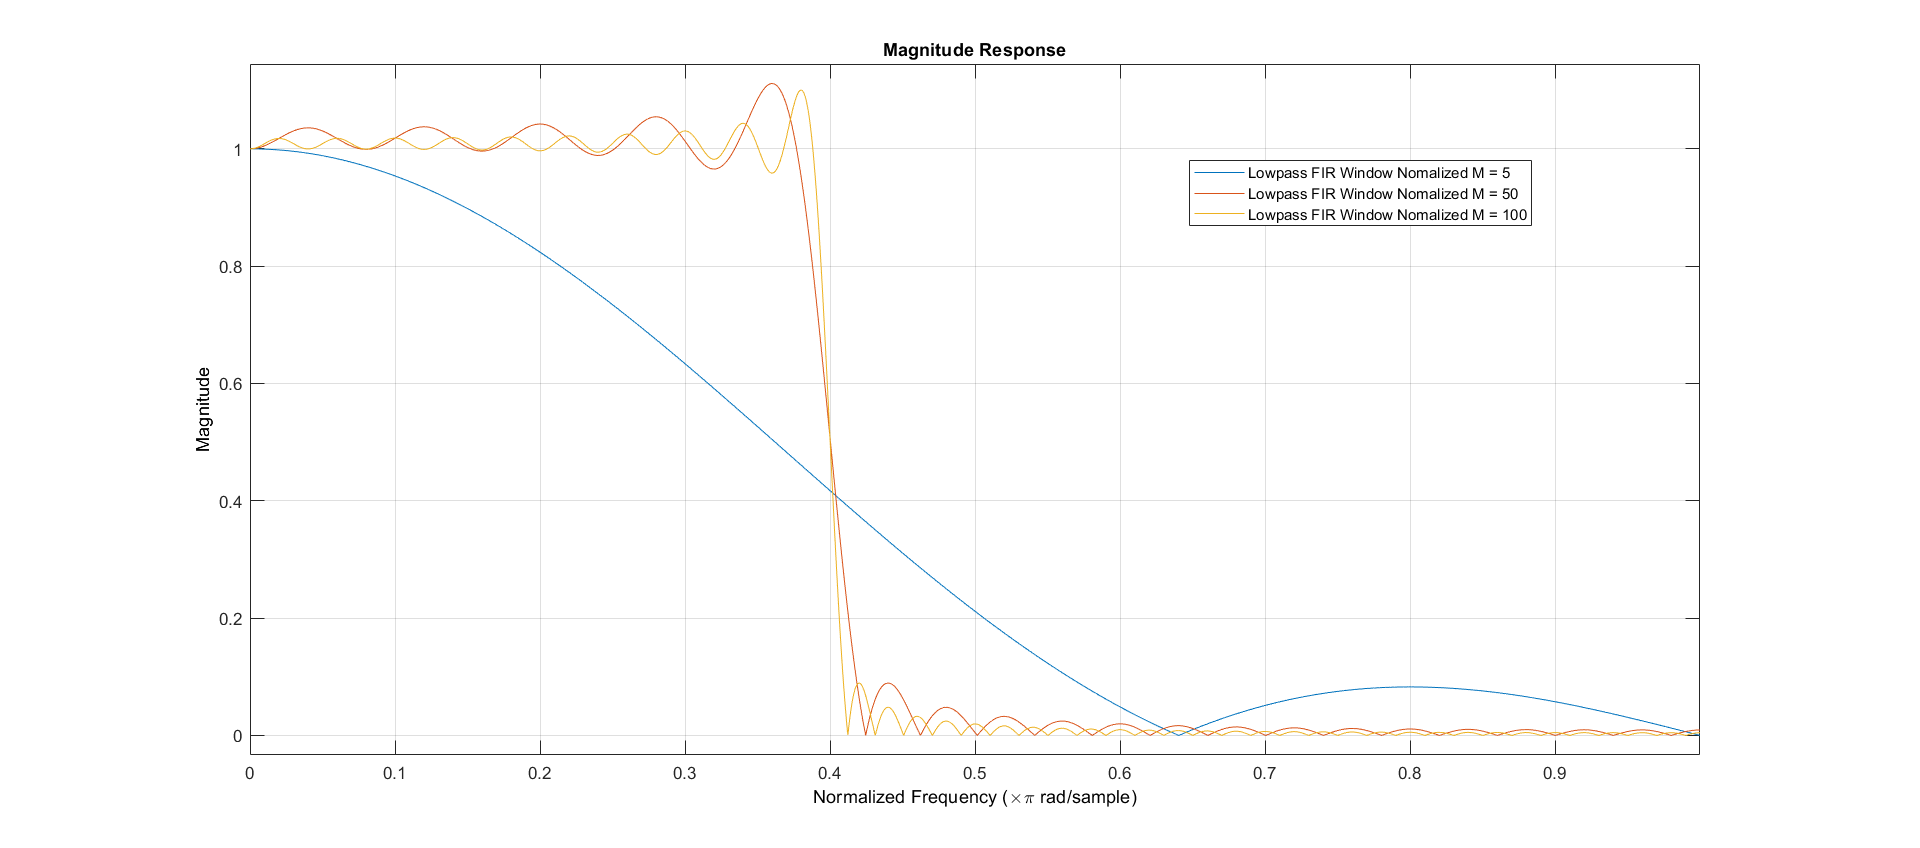 Magnitude Response
Magnitude
1
0.8
0.6
0.4
0.2
0
Lowpass FIR Window Nomalized M = 5
Lowpass FIR Window Nomalized M = 50
Lowpass FIR Window Nomalized M = 100
0 0.1 0.2 0.3 0.4 0.5 0.6 0.7 0.8 0.9
Normalized Frequency (×π rad/sample)